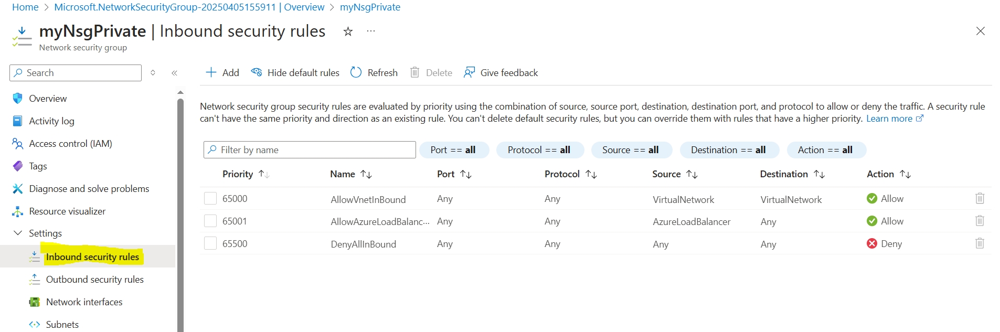 Home > Microsoft.NetworkSecurityGroup-20250405155911 | Overview > myNsgPrivate
myNsgPrivate | Inbound security rules
Network security group
Search
Add Hide default rules Refresh Delete Give feedback
Overview
Activity log
Access control (IAM)
Tags
Diagnose and solve problems
Resource visualizer
Settings
Inbound security rules
Outbound security rules
Network interfaces
Subnets
Network security group security rules are evaluated by priority using the combination of source, source port, destination, destination port, and protocol to allow or deny the traffic. A security rule
can't have the same priority and direction as an existing rule. You can't delete default security rules, but you can override them with rules that have a higher priority. Learn more
Filter by name Port == all Protocol == all Source == all Destination == all Action == all
Priority Name Port Protocol Source Destination Action
65000 AllowVnetInBound Any Any VirtualNetwork VirtualNetwork Allow
65001 AllowAzureLoadBalanc... Any Any AzureLoadBalancer Any Allow
65500 DenyAllInBound Any Any Any Any Deny